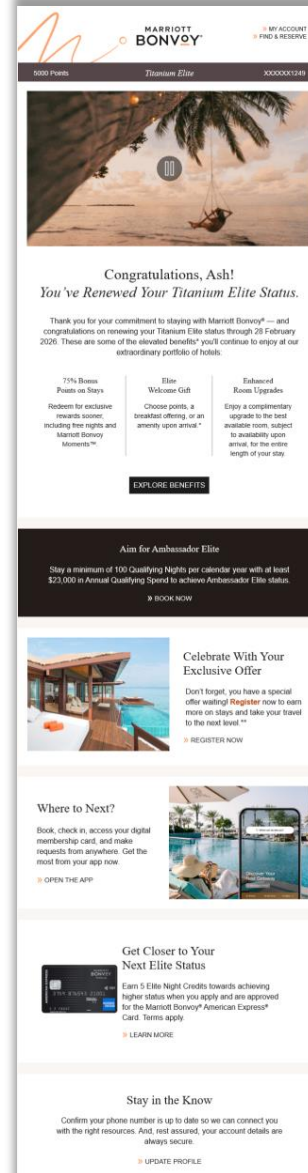 MARRIOTT
BONVOY
» MY ACCOUNT
» FIND & RESERVE
5000 Points
Titanium Elite
XXXXXX1249
Congratulations, Ash!
You've Renewed Your Titanium Elite Status.
Thank you for your commitment to staying with Marriott Bonvoy® — and
congratulations on renewing your Titanium Elite status through 28 February
2026. These are some of the elevated benefits* you'll continue to enjoy at our
extraordinary portfolio of hotels.
75% Bonus
Points on Stays
Redeem for exclusive
rewards sooner,
including free nights and
Marriott Bonvoy
Moments™.
Elite
Welcome Gift
Choose points, a
breakfast offering, or an
amenity upon arrival.*
Enhanced
Room Upgrades
Enjoy a complimentary
upgrade to the best
available room, subject
to availability upon
arrival, for the entire
length of your stay.
EXPLORE BENEFITS
Aim for Ambassador Elite
Stay a minimum of 100 Qualifying Nights per calendar year with at least
$23,000 in Annual Qualifying Spend to achieve Ambassador Elite status.
» BOOK NOW
Celebrate With Your
Exclusive Offer
Don't forget, you have a special
offer waiting! Register now to earn
more on stays and take your travel
to the next level.**
» REGISTER NOW
Where to Next?
Book, check in, access your digital
membership card, and make
requests from anywhere. Get the
most from your app now.
» OPEN THE APP
Get Closer to Your
Next Elite Status
Earn 5 Elite Night Credits towards achieving
higher status when you apply and are approved
for the Marriott Bonvoy® American Express®
Card. Terms apply.
» LEARN MORE
Stay in the Know
Confirm your phone number is up to date so we can connect you
with the right resources. And, rest assured, your account details are
always secure.
» UPDATE PROFILE